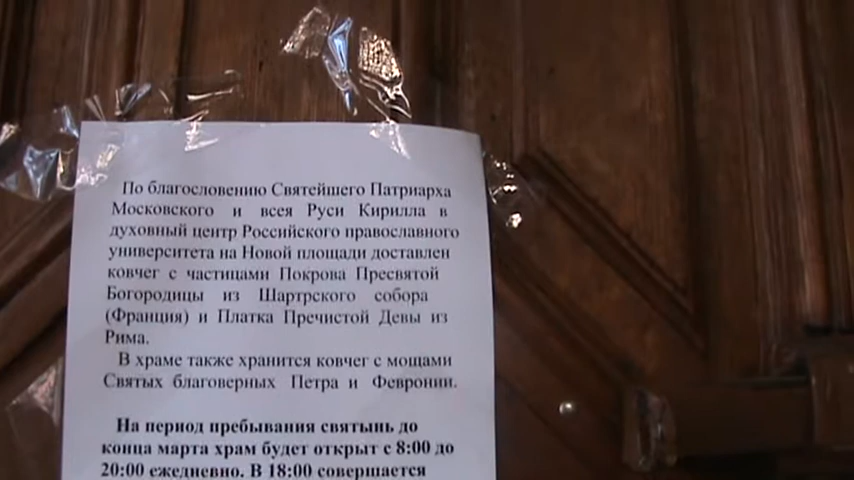 По благословению Святейшего Патриарха
Московского и всея Руси Кирилла в
духовный центр Российского православного
университета на Новой площади доставлен
ковчег с частицами Покрова Пресвятой
Богородицы из Шартрского собора
(Франция) и Платка Пречистой Девы из
Рима.
В храме также хранится ковчег с мощами
Святых благоверных Петра и Февронии.
На период пребывания святынь до
конца марта храм будет открыт с 8:00 до
20:00 ежедневно. В 18:00 совершается